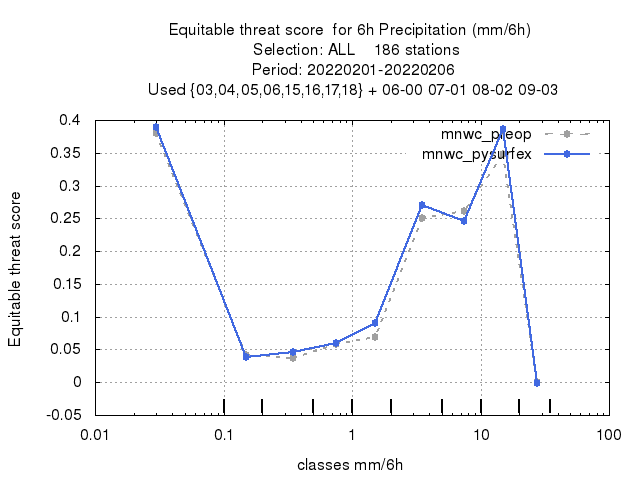 Equitable threat score  for 6h Precipitation (mm/6h)
Selection: ALL    186 stations
Period: 20220201-20220206
Used {03,04,05,06,15,16,17,18} + 06-00 07-01 08-02 09-03
mnwc_preop
mnwc_pysurfex
Equitable threat score
0.4
0.35
0.3
0.25
0.2
0.15
0.1
0.05
0
-0.05
0.01 0.1 1 10 100
classes mm/6h